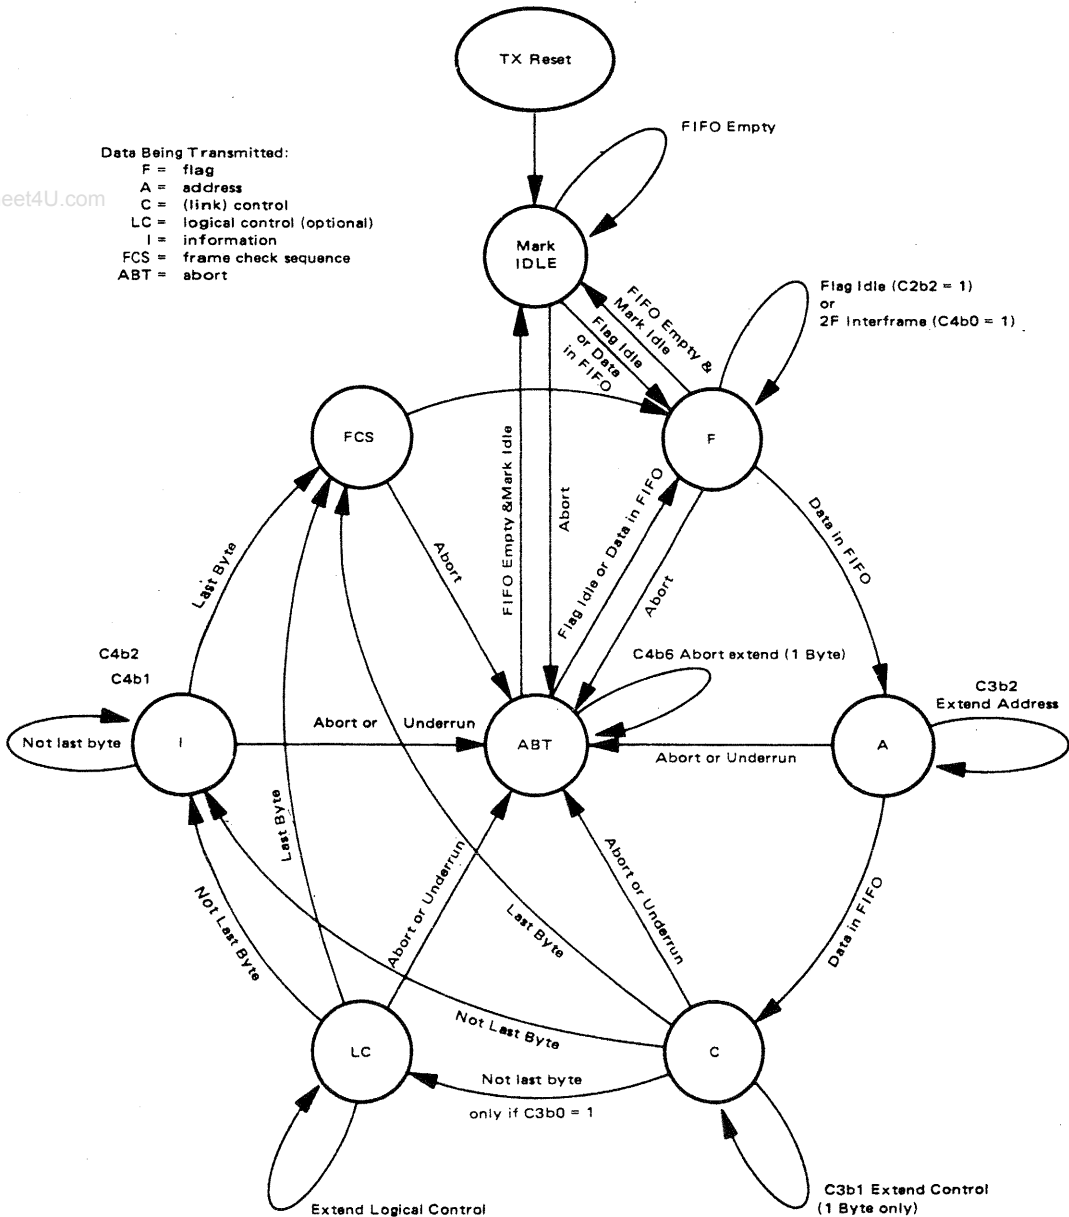 TX Reset
FIFO Empty
Data Being Transmitted:
F = flag
A = address
C = (link) control
LC = logical control (optional)
I = information
FCS = frame check sequence
ABT = abort
eet4U.com
Mark
IDLE
Flag Idle (C2b2 = 1)
or
2F Interframe (C4b0 = 1)
FIFO Empty &
Mark Idle
Flag Idle
or Data
in FIFO
FCS
F
FIFO Empty &Mark Idle
Abort
Abort
Flag Idle or Data in FIFO
Abort
Data in FIFO
Last Byte
C4b2
C4b1
C4b6 Abort extend (1 Byte)
C3b2
Extend Address
Not last byte
I
Abort or Underrun
ABT
Abort or Underrun
A
Last Byte
Not Last Byte
Abort or Underrun
Last Byte
Abort or Underrun
Data in FIFO
Not Last Byte
LC
C
Not last byte
only if C3b0 = 1
Extend Logical Control
C3b1 Extend Control
(1 Byte only)